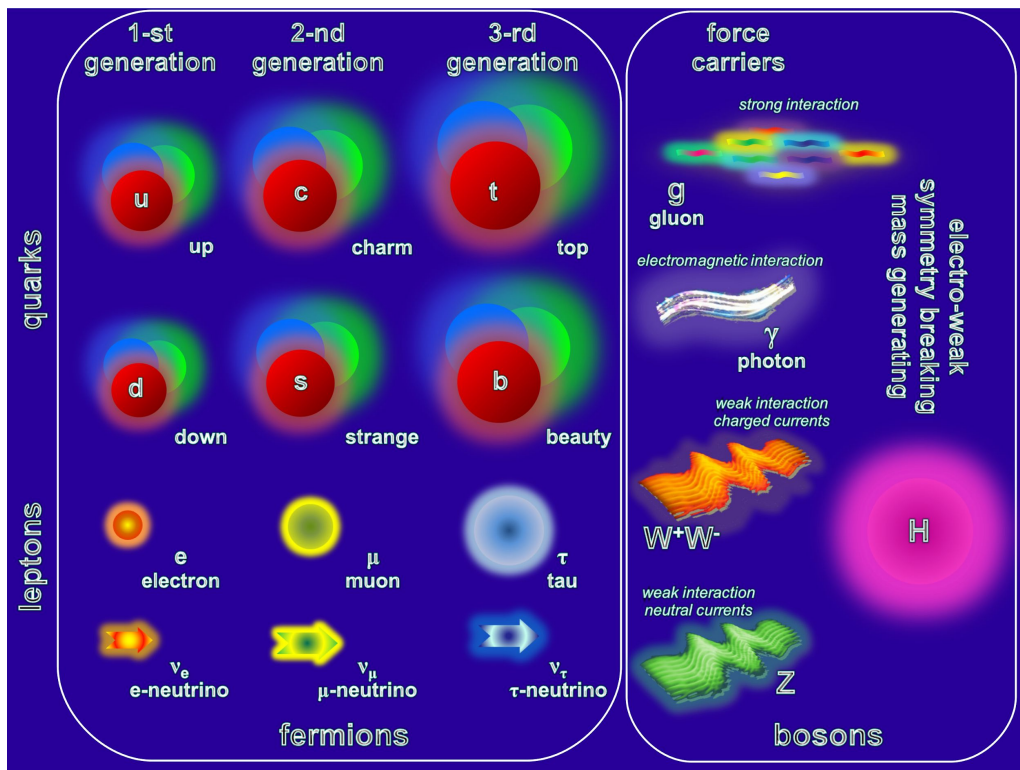 1-st
generation
2-nd
generation
3-rd
generation
force
carriers
quarks
leptons
u
up
c
charm
t
top
d
down
s
strange
b
beauty
e
electron
μ
muon
τ
tau
νe
e-neutrino
νμ
μ-neutrino
ντ
τ-neutrino
fermions
strong interaction
g
gluon
electromagnetic interaction
γ
photon
weak interaction
charged currents
W+W-
weak interaction
neutral currents
Z
electro-weak
symmetry breaking
mass generating
H
bosons